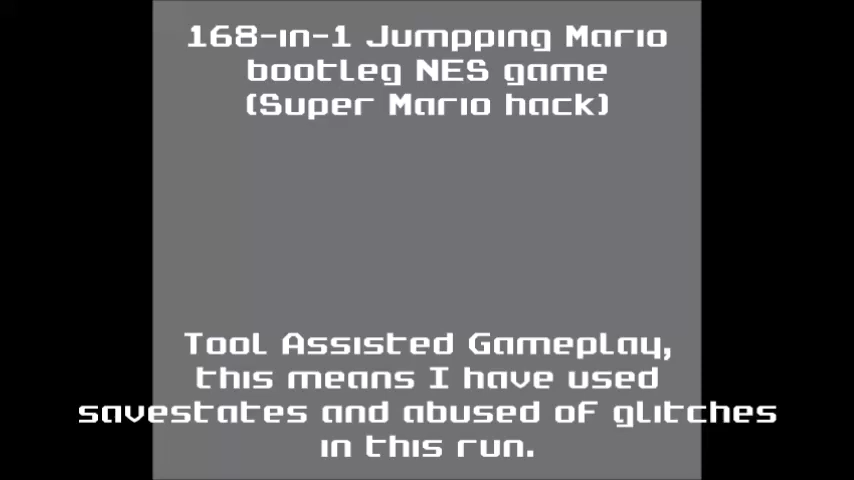 168-in-1 Jumpping Mario
bootleg NES game
(Super Mario hack)
Tool Assisted Gameplay,
this means I have used
savestates and abused of glitches
in this run.